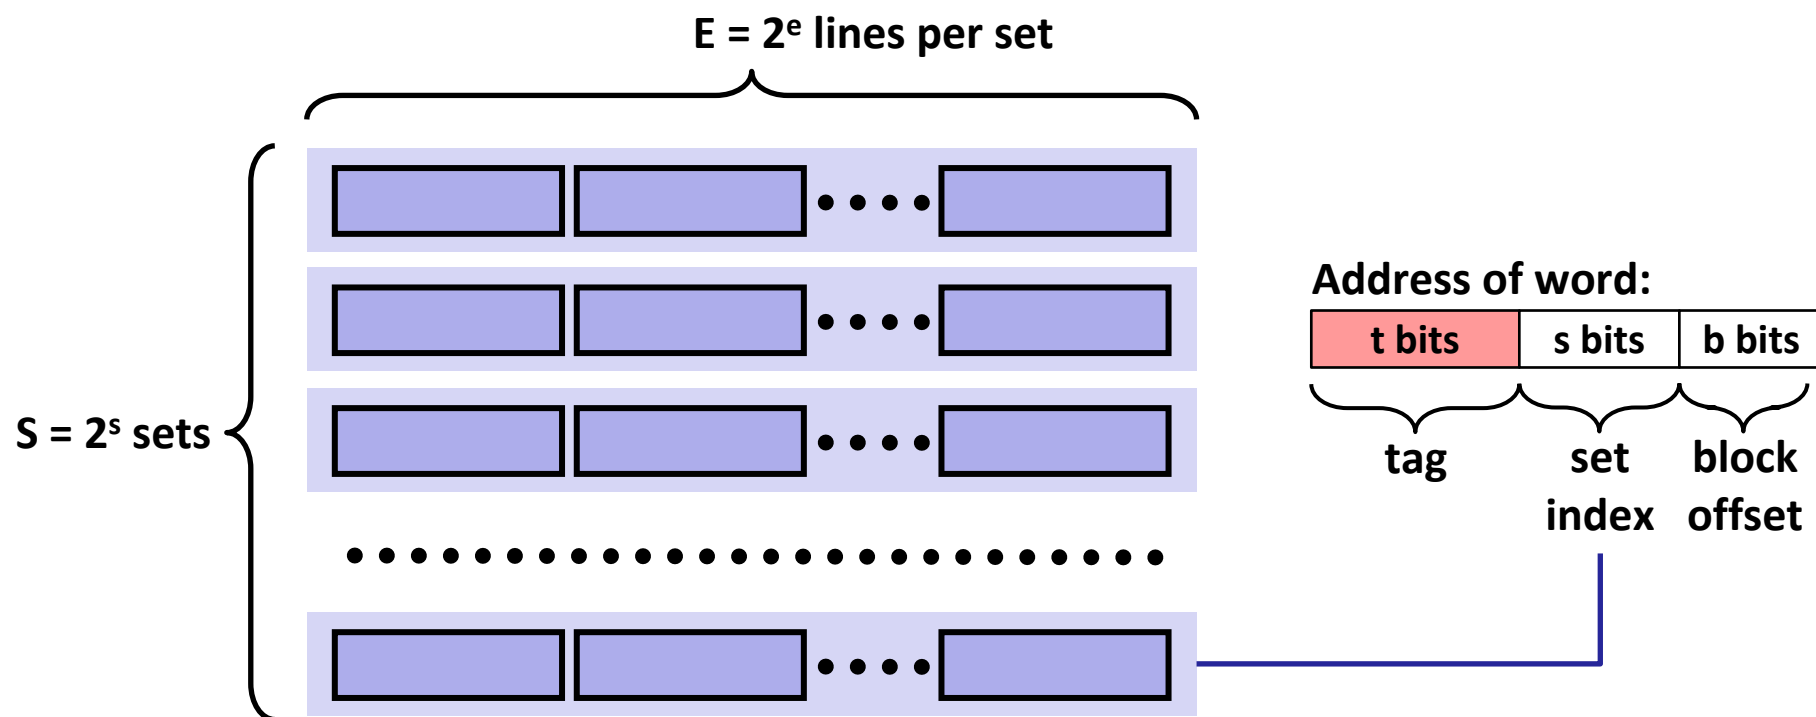 E = 2ᵉ lines per set
S = 2ˢ sets
Address of word:
t bits s bits b bits
tag set block
index offset